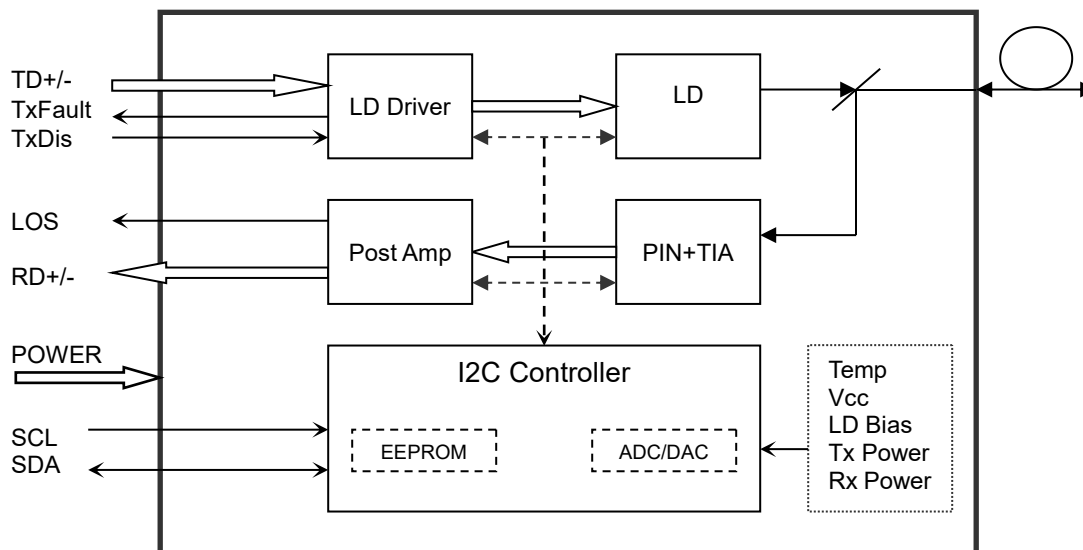 TD+/-
TxFault
TxDis
LD Driver
LD
LOS
RD+/-
Post Amp
PIN+TIA
POWER
SCL
SDA
I2C Controller
EEPROM
ADC/DAC
Temp
Vcc
LD Bias
Tx Power
Rx Power